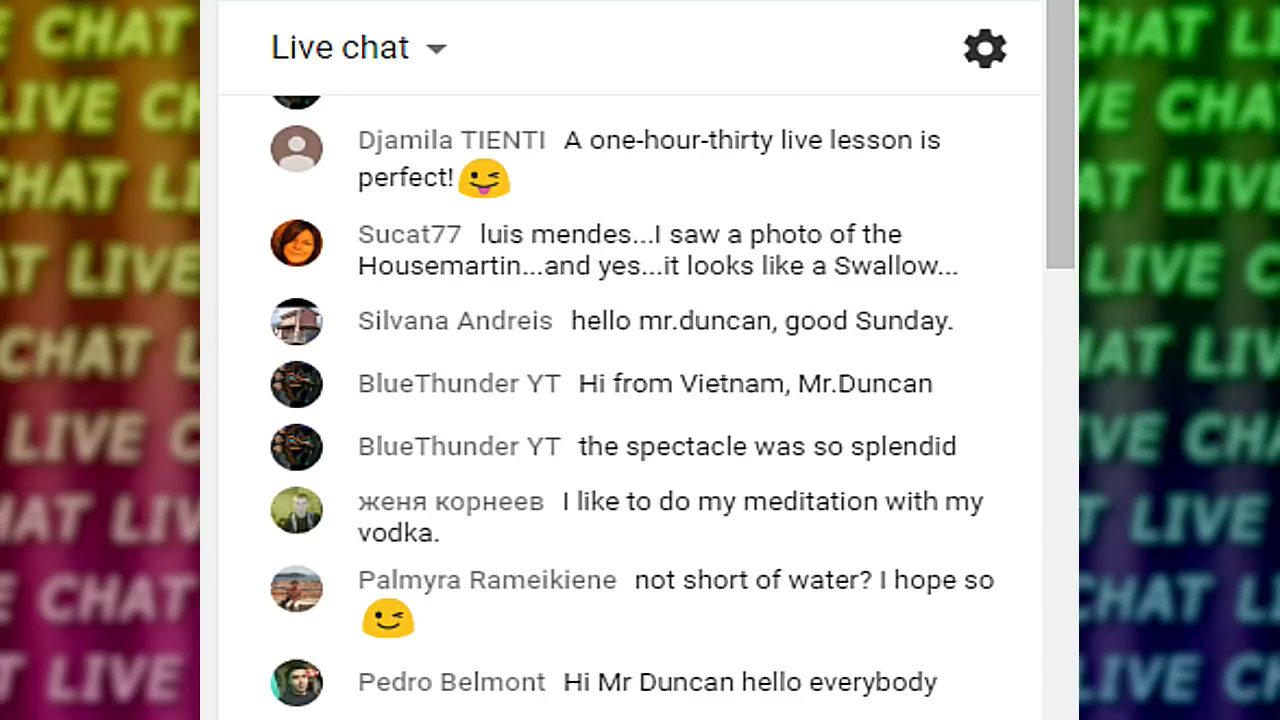 Live chat
Djamila TIENTI A one-hour-thirty live lesson is
perfect!😜
Sucat77 luis mendes...I saw a photo of the
Housemartin...and yes...it looks like a Swallow...
Silvana Andreis hello mr.duncan, good Sunday.
BlueThunder YT Hi from Vietnam, Mr.Duncan
BlueThunder YT the spectacle was so splendid
женя корнеев I like to do my meditation with my
vodka.
Palmyra Rameikiene not short of water? I hope so
😉
Pedro Belmont Hi Mr Duncan hello everybody
LIVE CHAT